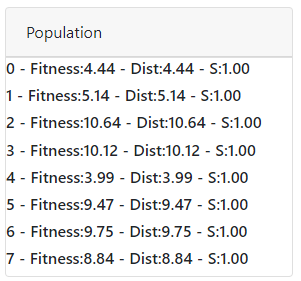 Population
0 - Fitness:4.44 - Dist:4.44 - S:1.00
1 - Fitness:5.14 - Dist:5.14 - S:1.00
2 - Fitness:10.64 - Dist:10.64 - S:1.00
3 - Fitness:10.12 - Dist:10.12 - S:1.00
4 - Fitness:3.99 - Dist:3.99 - S:1.00
5 - Fitness:9.47 - Dist:9.47 - S:1.00
6 - Fitness:9.75 - Dist:9.75 - S:1.00
7 - Fitness:8.84 - Dist:8.84 - S:1.00